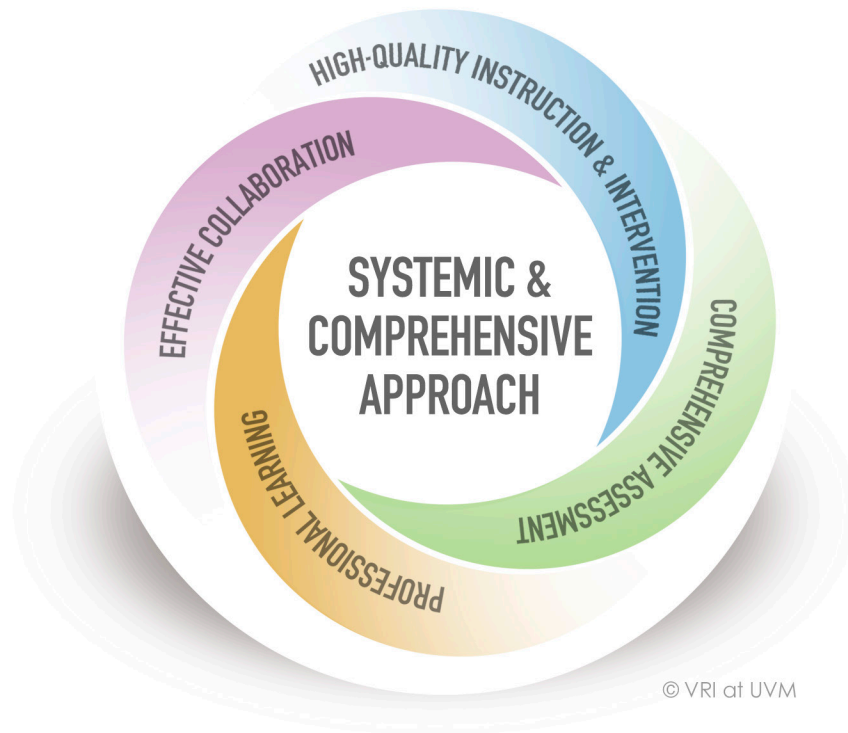 HIGH-QUALITY INSTRUCTION & INTERVENTION
EFFECTIVE COLLABORATION
SYSTEMIC &
COMPREHENSIVE
APPROACH
COMPREHENSIVE ASSESSMENT
PROFESSIONAL LEARNING
© VRI at UVM